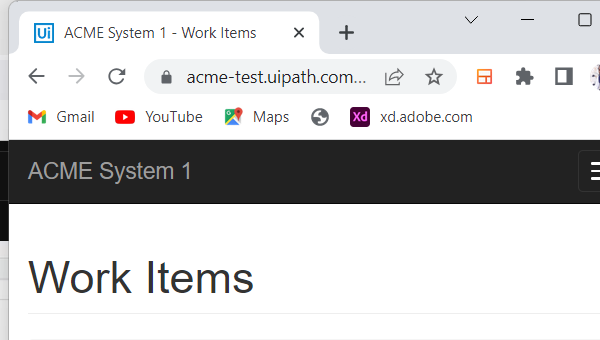 Ui ACME System 1 - Work Items
acme-test.uipath.com...
Gmail YouTube Maps Xd xd.adobe.com
ACME System 1
Work Items